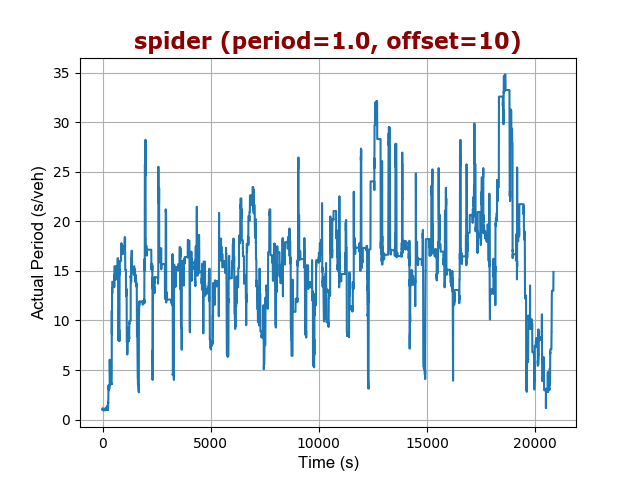 spider (period=1.0, offset=10)
35
30
25
20
15
10
5
0
Actual Period (s/veh)
0 5000 10000 15000 20000
Time (s)